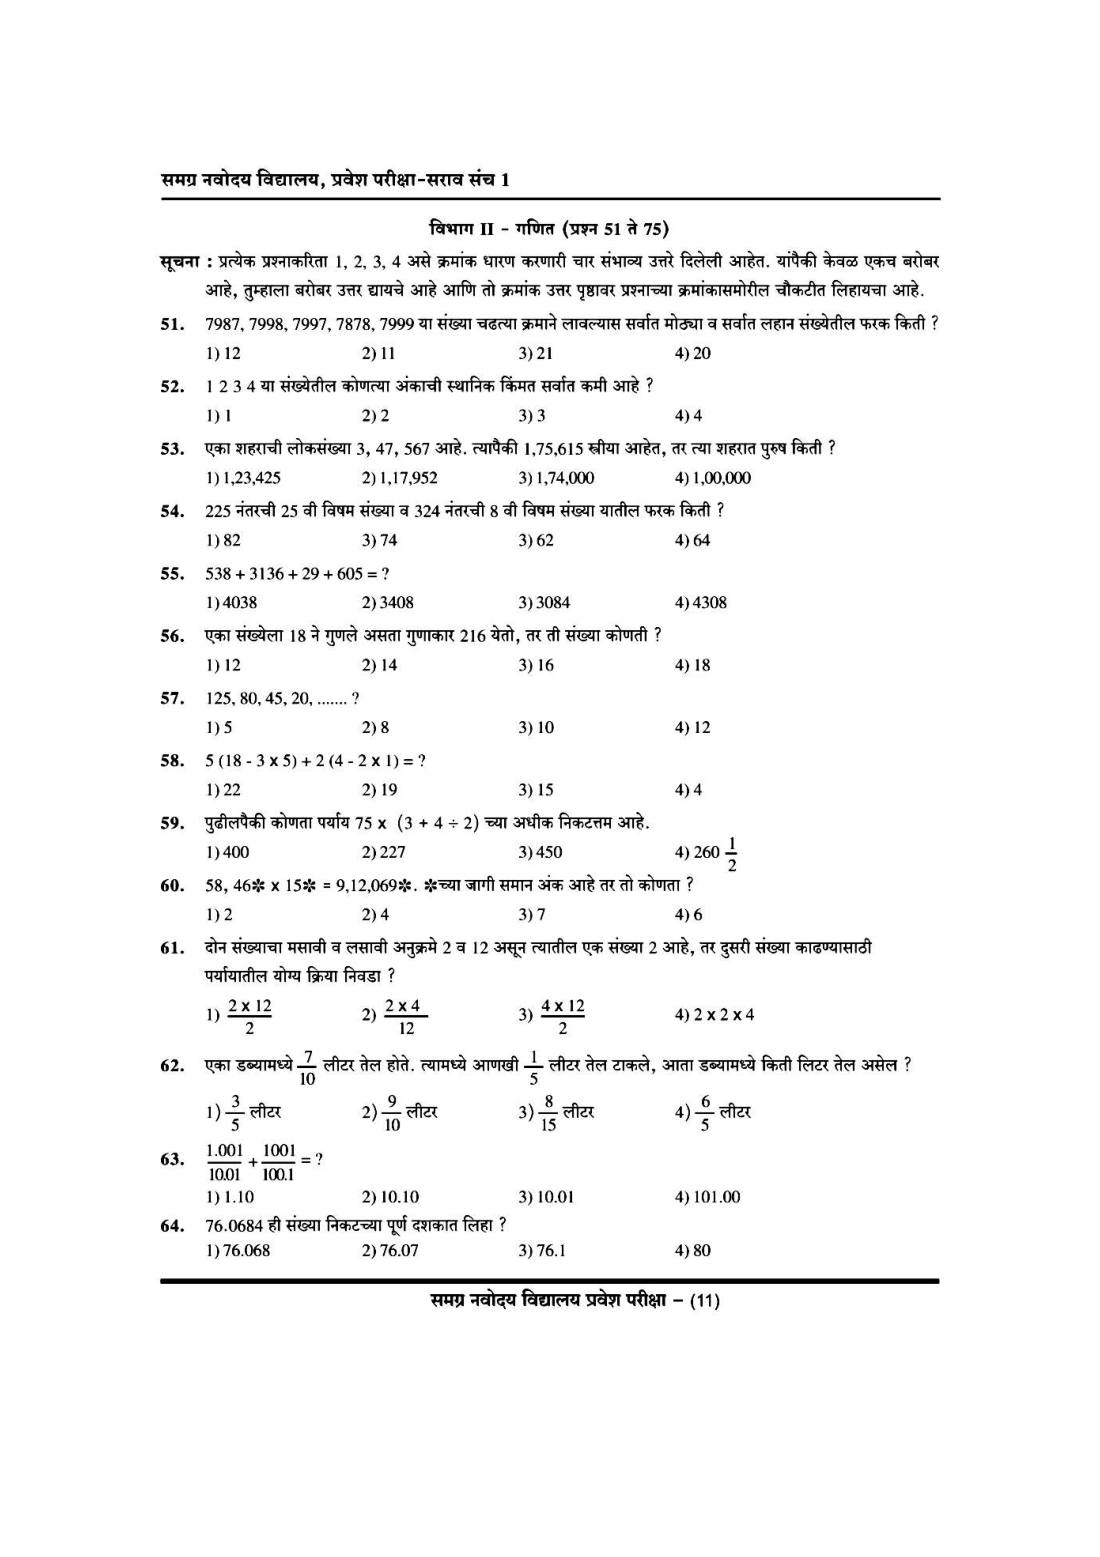 समग्र नवोदय विद्यालय, प्रवेश परीक्षा-सराव संच 1
विभाग II - गणित (प्रश्न 51 ते 75)
सूचना : प्रत्येक प्रश्नाकरिता 1, 2, 3, 4 असे क्रमांक धारण करणारी चार संभाव्य उत्तरे दिलेली आहेत. यांपैकी केवळ एकच बरोबर
आहे, तुम्हाला बरोबर उत्तर द्यायचे आहे आणि तो क्रमांक उत्तर पृष्ठावर प्रश्नाच्या क्रमांकासमोरील चौकटीत लिहायचा आहे.
51. 7987, 7998, 7997, 7878, 7999 या संख्या चढत्या क्रमाने लावल्यास सर्वात मोठ्या व सर्वात लहान संख्येतील फरक किती ?
1) 12 2) 11 3) 21 4) 20
52. 1 2 3 4 या संख्येतील कोणत्या अंकाची स्थानिक किंमत सर्वात कमी आहे ?
1) 1 2) 2 3) 3 4) 4
53. एका शहराची लोकसंख्या 3, 47, 567 आहे. त्यापैकी 1,75,615 स्त्रीया आहेत, तर त्या शहरात पुरुष किती ?
1) 1,23,425 2) 1,17,952 3) 1,74,000 4) 1,00,000
54. 225 नंतरची 25 वी विषम संख्या व 324 नंतरची 8 वी विषम संख्या यातील फरक किती ?
1) 82 3) 74 3) 62 4) 64
55. 538 + 3136 + 29 + 605 = ?
1) 4038 2) 3408 3) 3084 4) 4308
56. एका संख्येला 18 ने गुणले असता गुणाकार 216 येतो, तर ती संख्या कोणती ?
1) 12 2) 14 3) 16 4) 18
57. 125, 80, 45, 20, ....... ?
1) 5 2) 8 3) 10 4) 12
58. 5 (18 - 3 x 5) + 2 (4 - 2 x 1) = ?
1) 22 2) 19 3) 15 4) 4
59. पुढीलपैकी कोणता पर्याय 75 x (3 + 4 ÷ 2) च्या अधीक निकटत्तम आहे.
1) 400 2) 227 3) 450 4) 260 1/2
60. 58, 46✽ x 15✽ = 9,12,069✽. ✽च्या जागी समान अंक आहे तर तो कोणता ?
1) 2 2) 4 3) 7 4) 6
61. दोन संख्याचा मसावी व लसावी अनुक्रमे 2 व 12 असून त्यातील एक संख्या 2 आहे, तर दुसरी संख्या काढण्यासाठी
पर्यायातील योग्य क्रिया निवडा ?
1) 2 x 12/2 2) 2 x 4/12 3) 4 x 12/2 4) 2 x 2 x 4
62. एका डब्यामध्ये 7/10 लीटर तेल होते. त्यामध्ये आणखी 1/5 लीटर तेल टाकले, आता डब्यामध्ये किती लिटर तेल असेल ?
1) 3/5 लीटर 2) 9/10 लीटर 3) 8/15 लीटर 4) 6/5 लीटर
63. 1.001/10.01 + 1001/100.1 = ?
1) 1.10 2) 10.10 3) 10.01 4) 101.00
64. 76.0684 ही संख्या निकटच्या पूर्ण दशकात लिहा ?
1) 76.068 2) 76.07 3) 76.1 4) 80
समग्र नवोदय विद्यालय प्रवेश परीक्षा – (11)